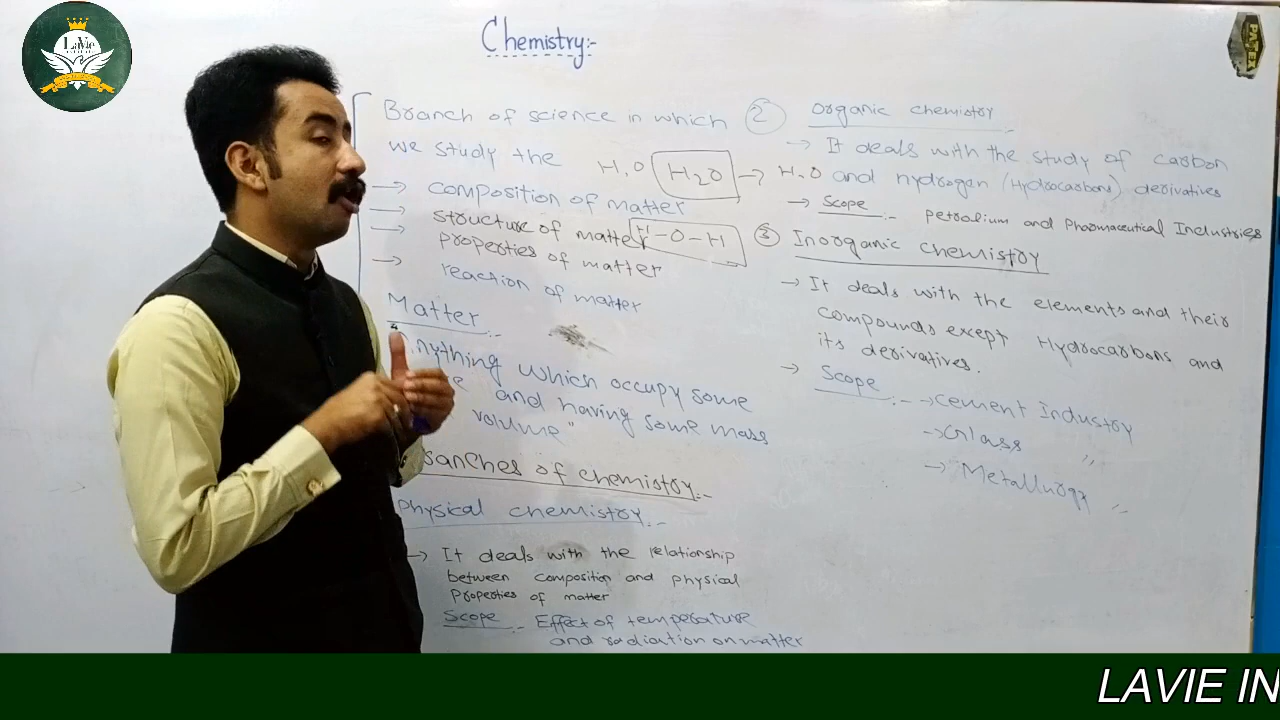 LaVie
PATEX
Chemistry:-
Branch of science in which
we study the
H2O H2O → H2O
→ composition of matter
→ structure of matter
H-O-H
→ properties of matter
→ reaction of matter
Matter :-
Anything which occupy some
and having some mass
volume"
Branches of chemistry:-
Physical chemistry:-
→ It deals with the relationship
between composition and physical
Properties of matter
Scope :- Effect of temperature
and radiation on matter
② organic chemistry :-
→ It deals with the study of carbon
and hydrogen (Hydrocarbons) derivatives
→ Scope :- Petrolium and Pharmaceutical Industries
③ Inorganic chemistry
→ It deals with the elements and their
compounds except Hydrocarbons and
its derivatives.
→ Scope :- → Cement Industry
→ Glass "
→ Metallurgy "
LAVIE IN